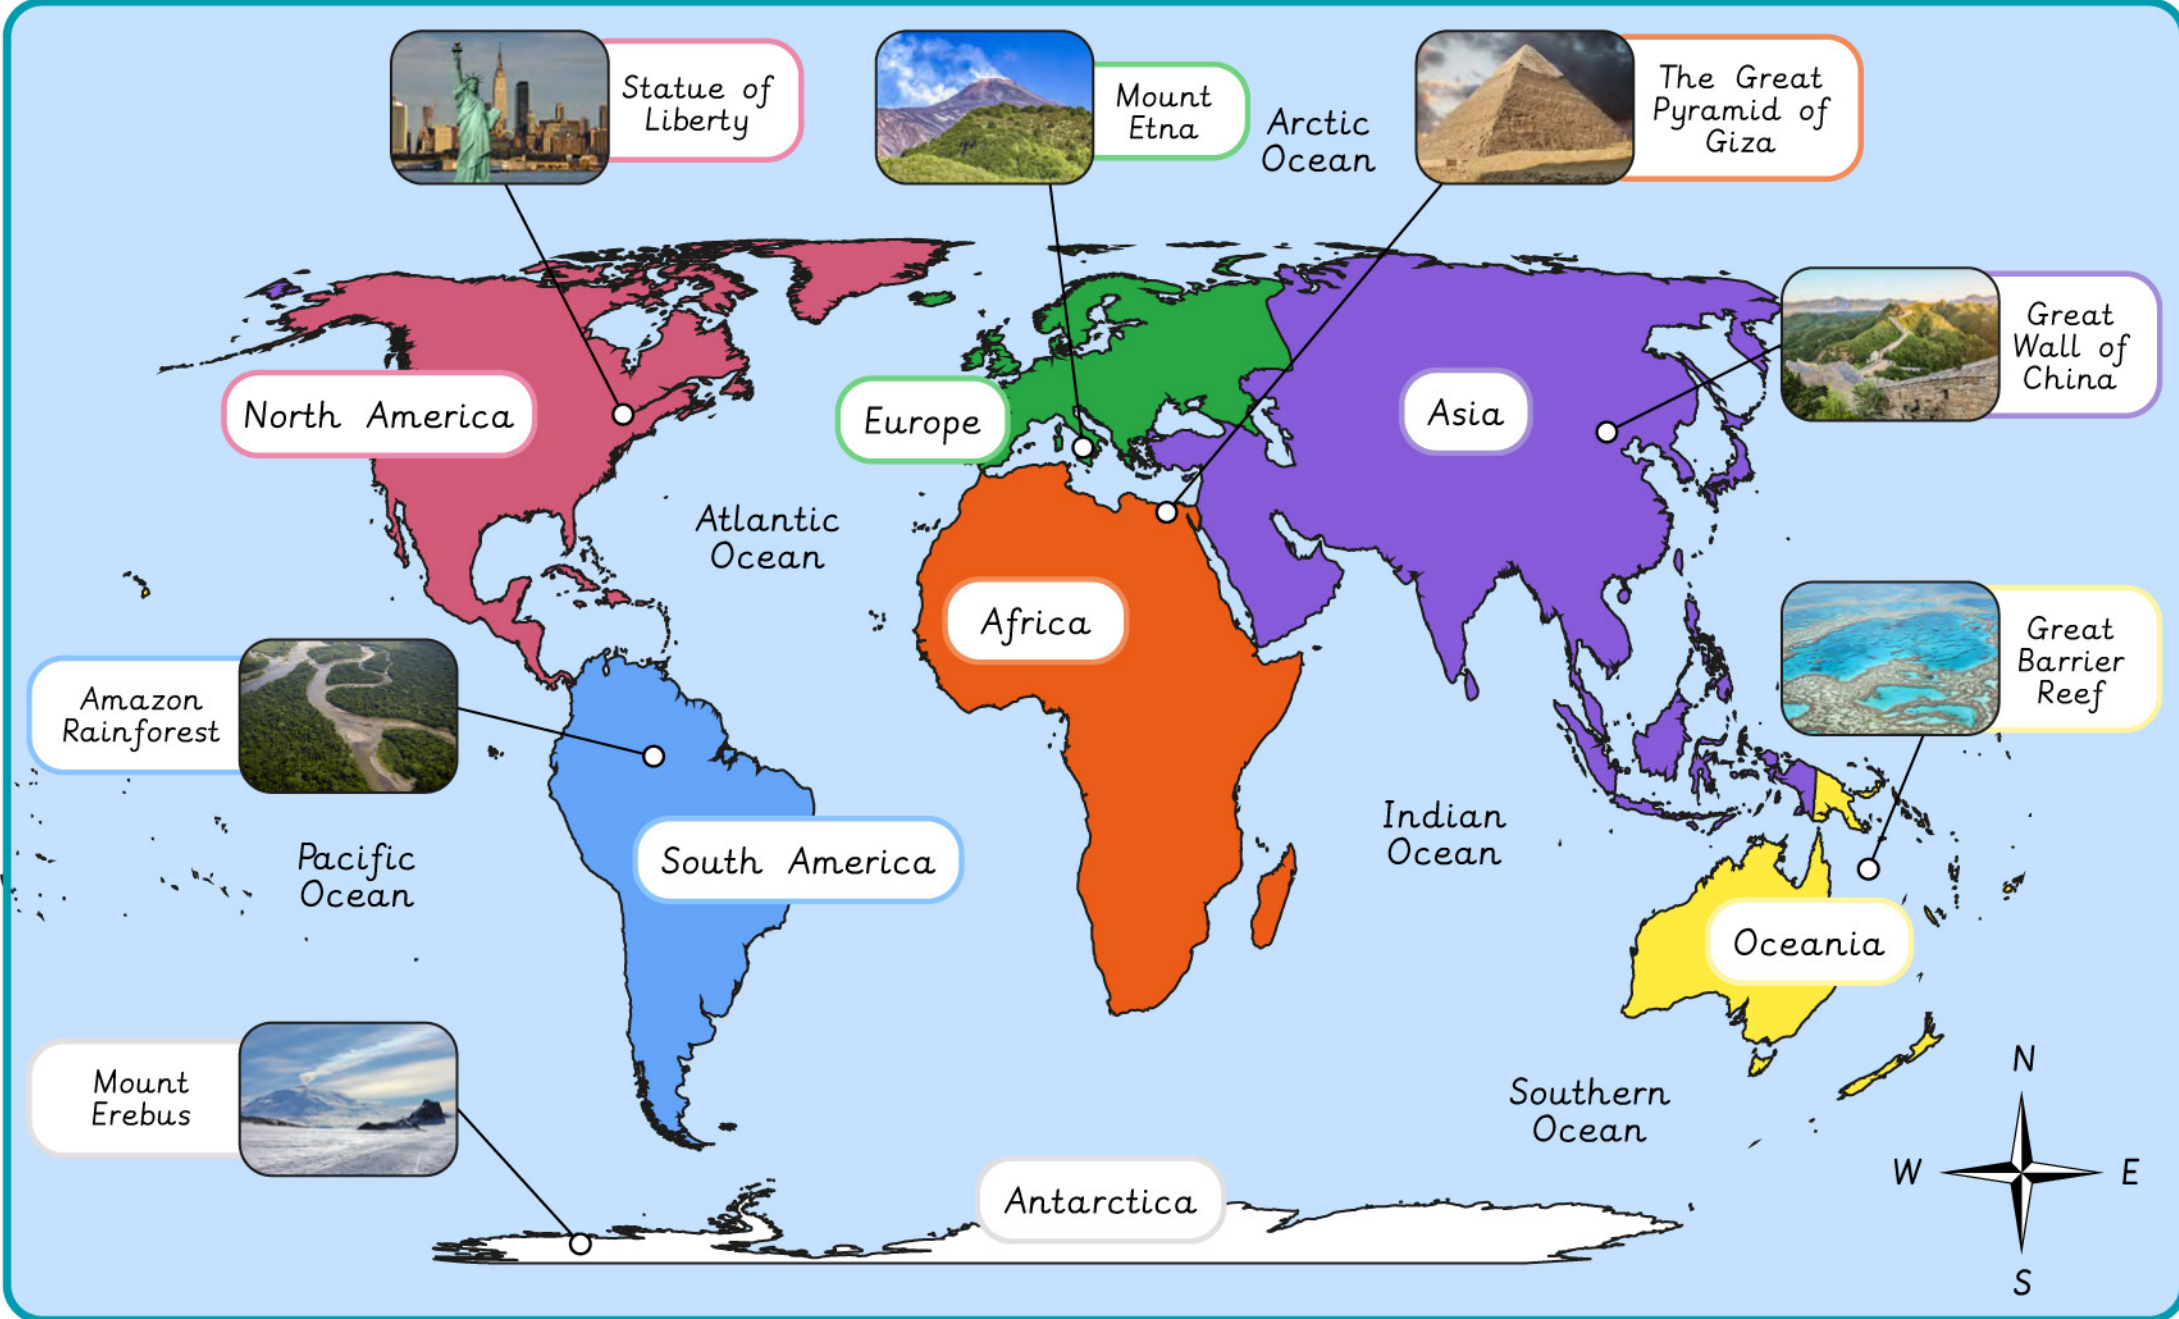 Statue of
Liberty
Mount
Etna
Arctic
Ocean
The Great
Pyramid of
Giza
Great
Wall of
China
North America
Europe
Asia
Atlantic
Ocean
Africa
Great
Barrier
Reef
Amazon
Rainforest
Pacific
Ocean
South America
Indian
Ocean
Oceania
Mount
Erebus
Southern
Ocean
Antarctica
N
W
E
S